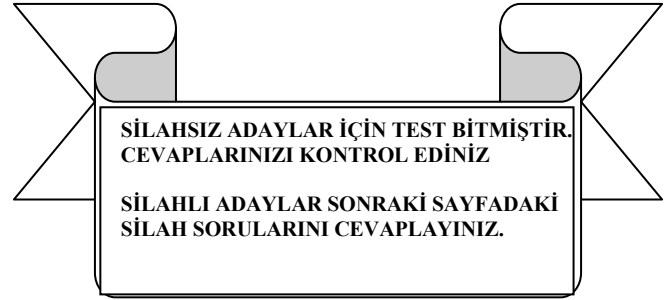 SİLAHSIZ ADAYLAR İÇİN TEST BİTMİŞTİR.
CEVAPLARINIZI KONTROL EDİNİZ
SİLAHLI ADAYLAR SONRAKİ SAYFADAKİ
SİLAH SORULARINI CEVAPLAYINIZ.